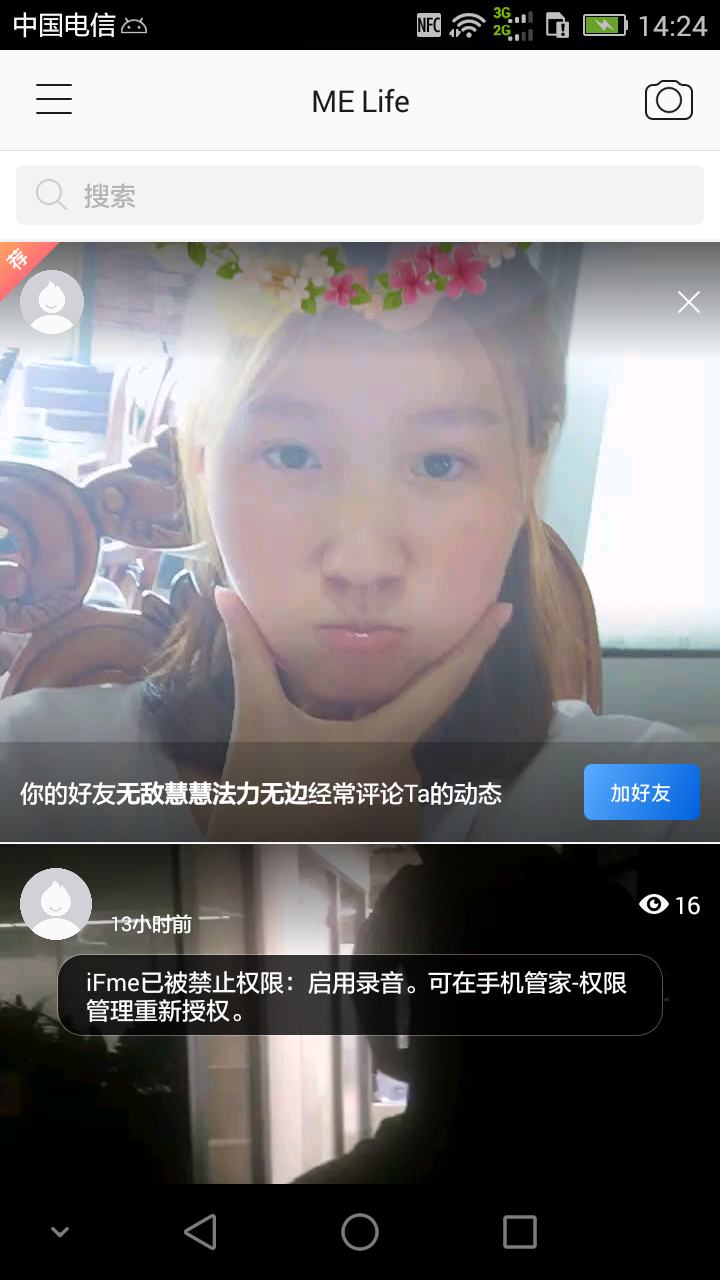 中国电信 NFC 3G 2G 14:24
ME Life
搜索
荐
你的好友无敌慧慧法力无边经常评论Ta的动态 加好友
16
13小时前
iFme已被禁止权限：启用录音。可在手机管家-权限
管理重新授权。